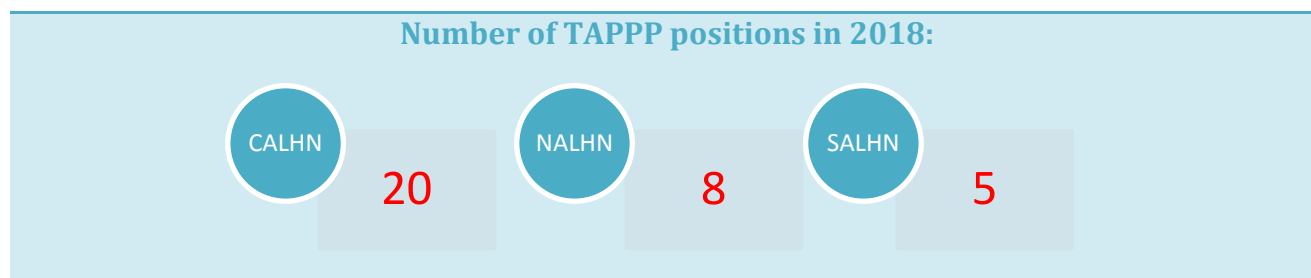 Number of TAPPP positions in 2018:
CALHN
20
NALHN
8
SALHN
5